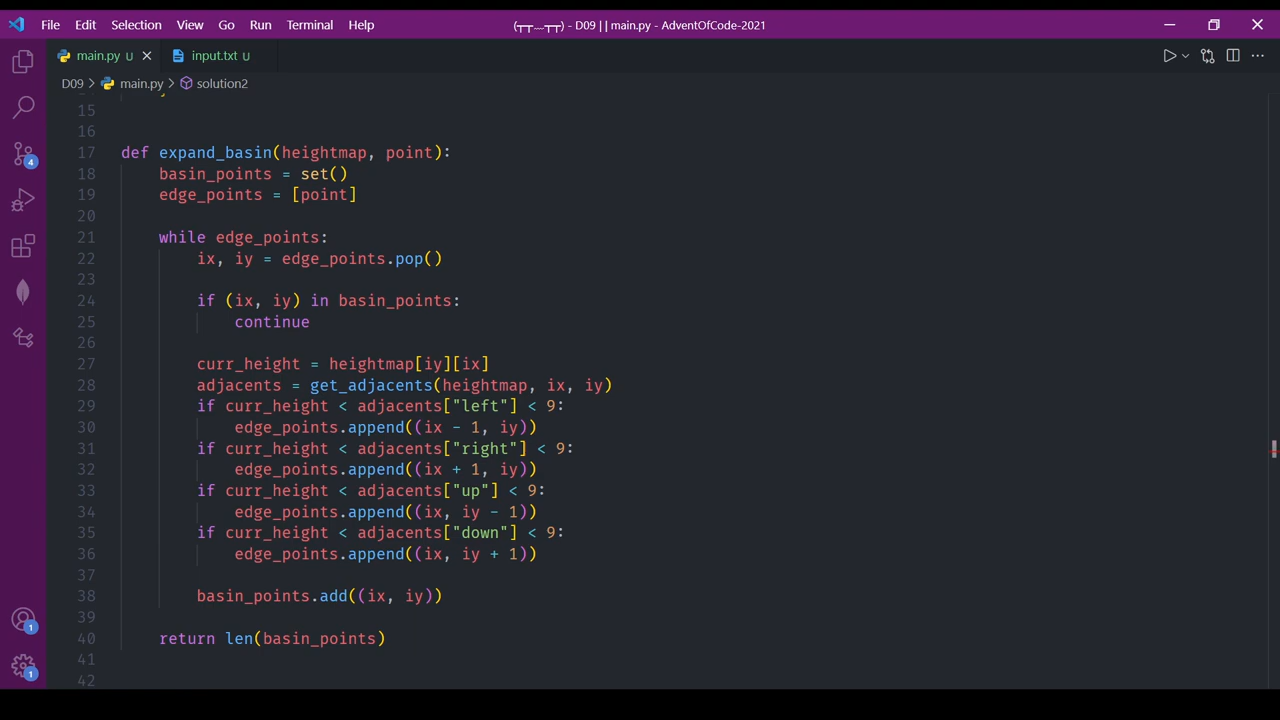 File Edit Selection View Go Run Terminal Help (┬┬﹏┬┬) - D09 | | main.py - AdventOfCode-2021
main.py U input.txt U
D09 > main.py > solution2
15
16
17 def expand_basin(heightmap, point):
18 basin_points = set()
19 edge_points = [point]
20
21 while edge_points:
22 ix, iy = edge_points.pop()
23
24 if (ix, iy) in basin_points:
25 continue
26
27 curr_height = heightmap[iy][ix]
28 adjacents = get_adjacents(heightmap, ix, iy)
29 if curr_height < adjacents["left"] < 9:
30 edge_points.append((ix - 1, iy))
31 if curr_height < adjacents["right"] < 9:
32 edge_points.append((ix + 1, iy))
33 if curr_height < adjacents["up"] < 9:
34 edge_points.append((ix, iy - 1))
35 if curr_height < adjacents["down"] < 9:
36 edge_points.append((ix, iy + 1))
37
38 basin_points.add((ix, iy))
39
40 return len(basin_points)
41
42
4
1
1